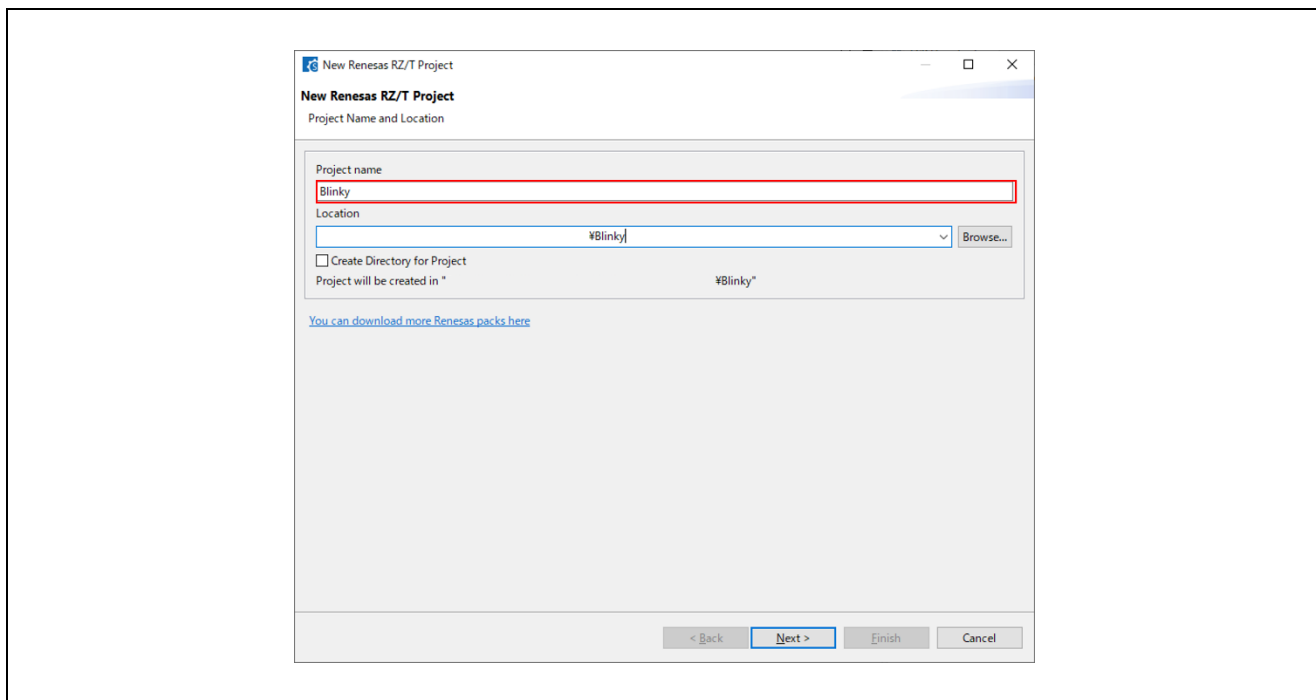 New Renesas RZ/T Project
New Renesas RZ/T Project
Project Name and Location
Project name
Blinky
Location
¥Blinky
Browse...
Create Directory for Project
Project will be created in " ¥Blinky"
You can download more Renesas packs here
< Back Next > Finish Cancel